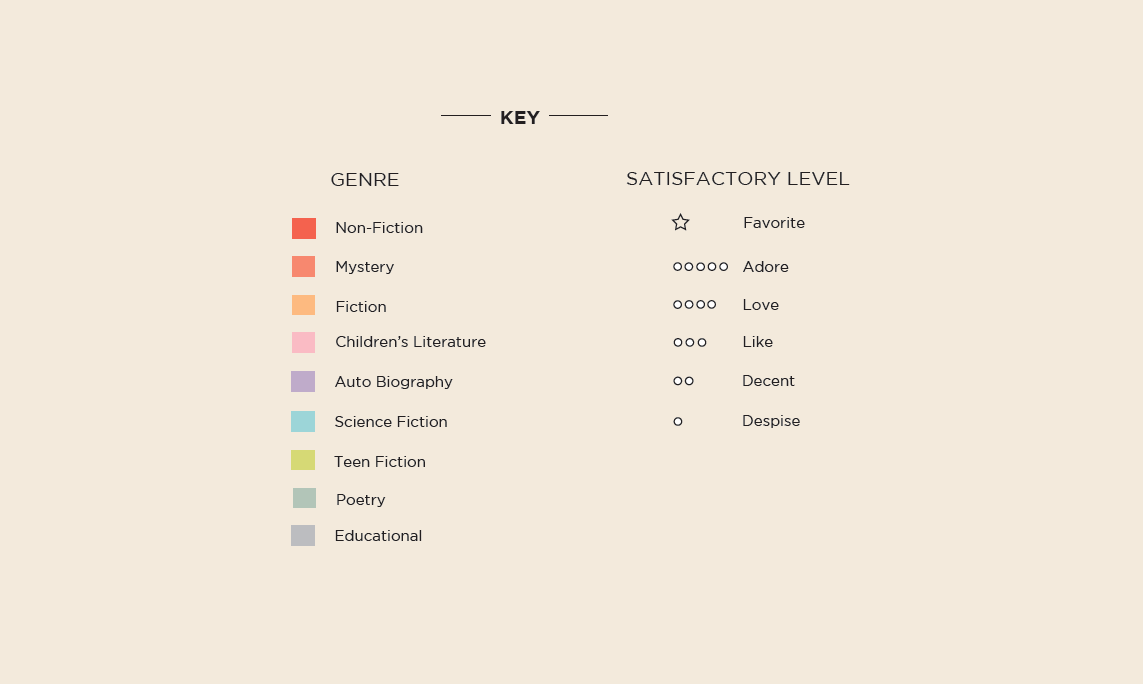 KEY
GENRE
Non-Fiction
Mystery
Fiction
Children's Literature
Auto Biography
Science Fiction
Teen Fiction
Poetry
Educational
SATISFACTORY LEVEL
Favorite
Adore
Love
Like
Decent
Despise